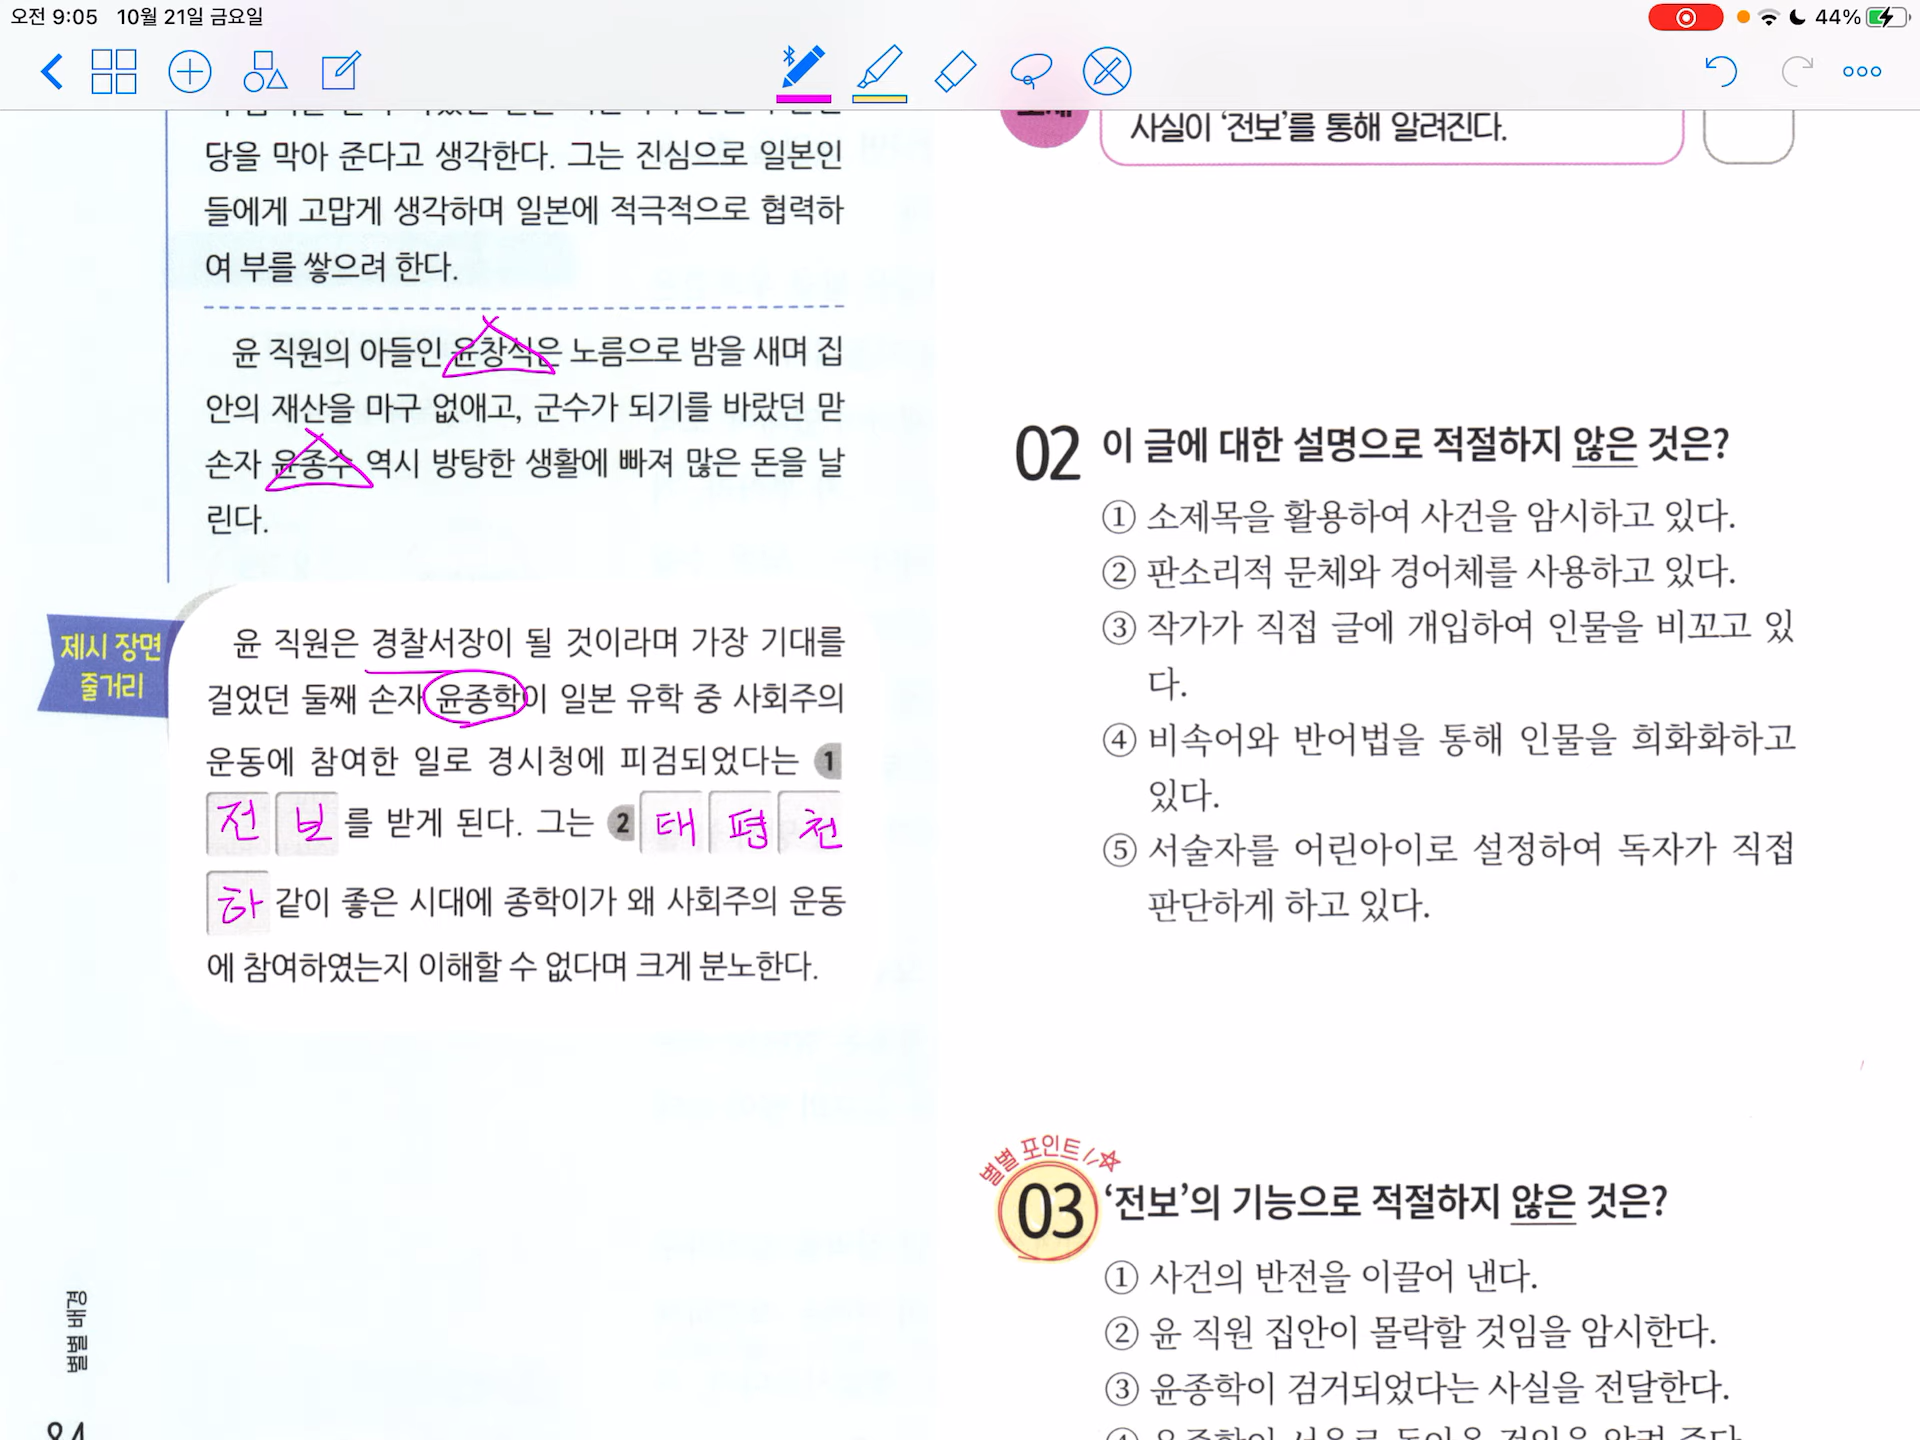 오전 9:05 10월 21일 금요일
44%
당을 막아 준다고 생각한다. 그는 진심으로 일본인
들에게 고맙게 생각하며 일본에 적극적으로 협력하
여 부를 쌓으려 한다.
윤 직원의 아들인 윤창식은 노름으로 밤을 새며 집
안의 재산을 마구 없애고, 군수가 되기를 바랐던 맏
손자 윤종수 역시 방탕한 생활에 빠져 많은 돈을 날
린다.
제시 장면
줄거리
윤 직원은 경찰서장이 될 것이라며 가장 기대를
걸었던 둘째 손자 윤종학이 일본 유학 중 사회주의
운동에 참여한 일로 경시청에 피검되었다는 1
전보를 받게 된다. 그는 2 태평천
하 같이 좋은 시대에 종학이가 왜 사회주의 운동
에 참여하였는지 이해할 수 없다며 크게 분노한다.
별별 배경
84
사실이 ‘전보’를 통해 알려진다.
02 이 글에 대한 설명으로 적절하지 않은 것은?
① 소제목을 활용하여 사건을 암시하고 있다.
② 판소리적 문체와 경어체를 사용하고 있다.
③ 작가가 직접 글에 개입하여 인물을 비꼬고 있
다.
④ 비속어와 반어법을 통해 인물을 희화화하고
있다.
⑤ 서술자를 어린아이로 설정하여 독자가 직접
판단하게 하고 있다.
별별 포인트
03 ‘전보’의 기능으로 적절하지 않은 것은?
① 사건의 반전을 이끌어 낸다.
② 윤 직원 집안이 몰락할 것임을 암시한다.
③ 윤종학이 검거되었다는 사실을 전달한다.